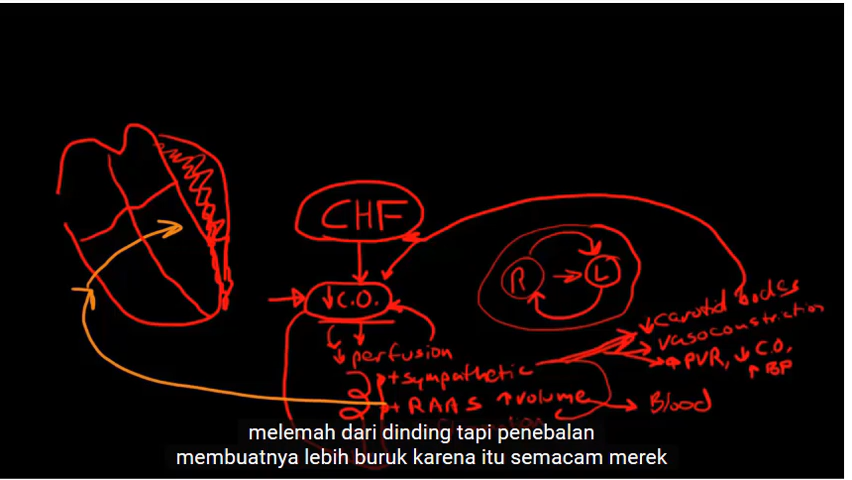 CHF
R → L
↓ C.O.
↓ carotid bodies
vasoconstriction
↑ PVR, ↓ C.O.,
↑ BP
↓ perfusion
+ sympathetic
+ RAAS ↑ volume → Blood
melemah dari dinding tapi penebalan
membuatnya lebih buruk karena itu semacam merek